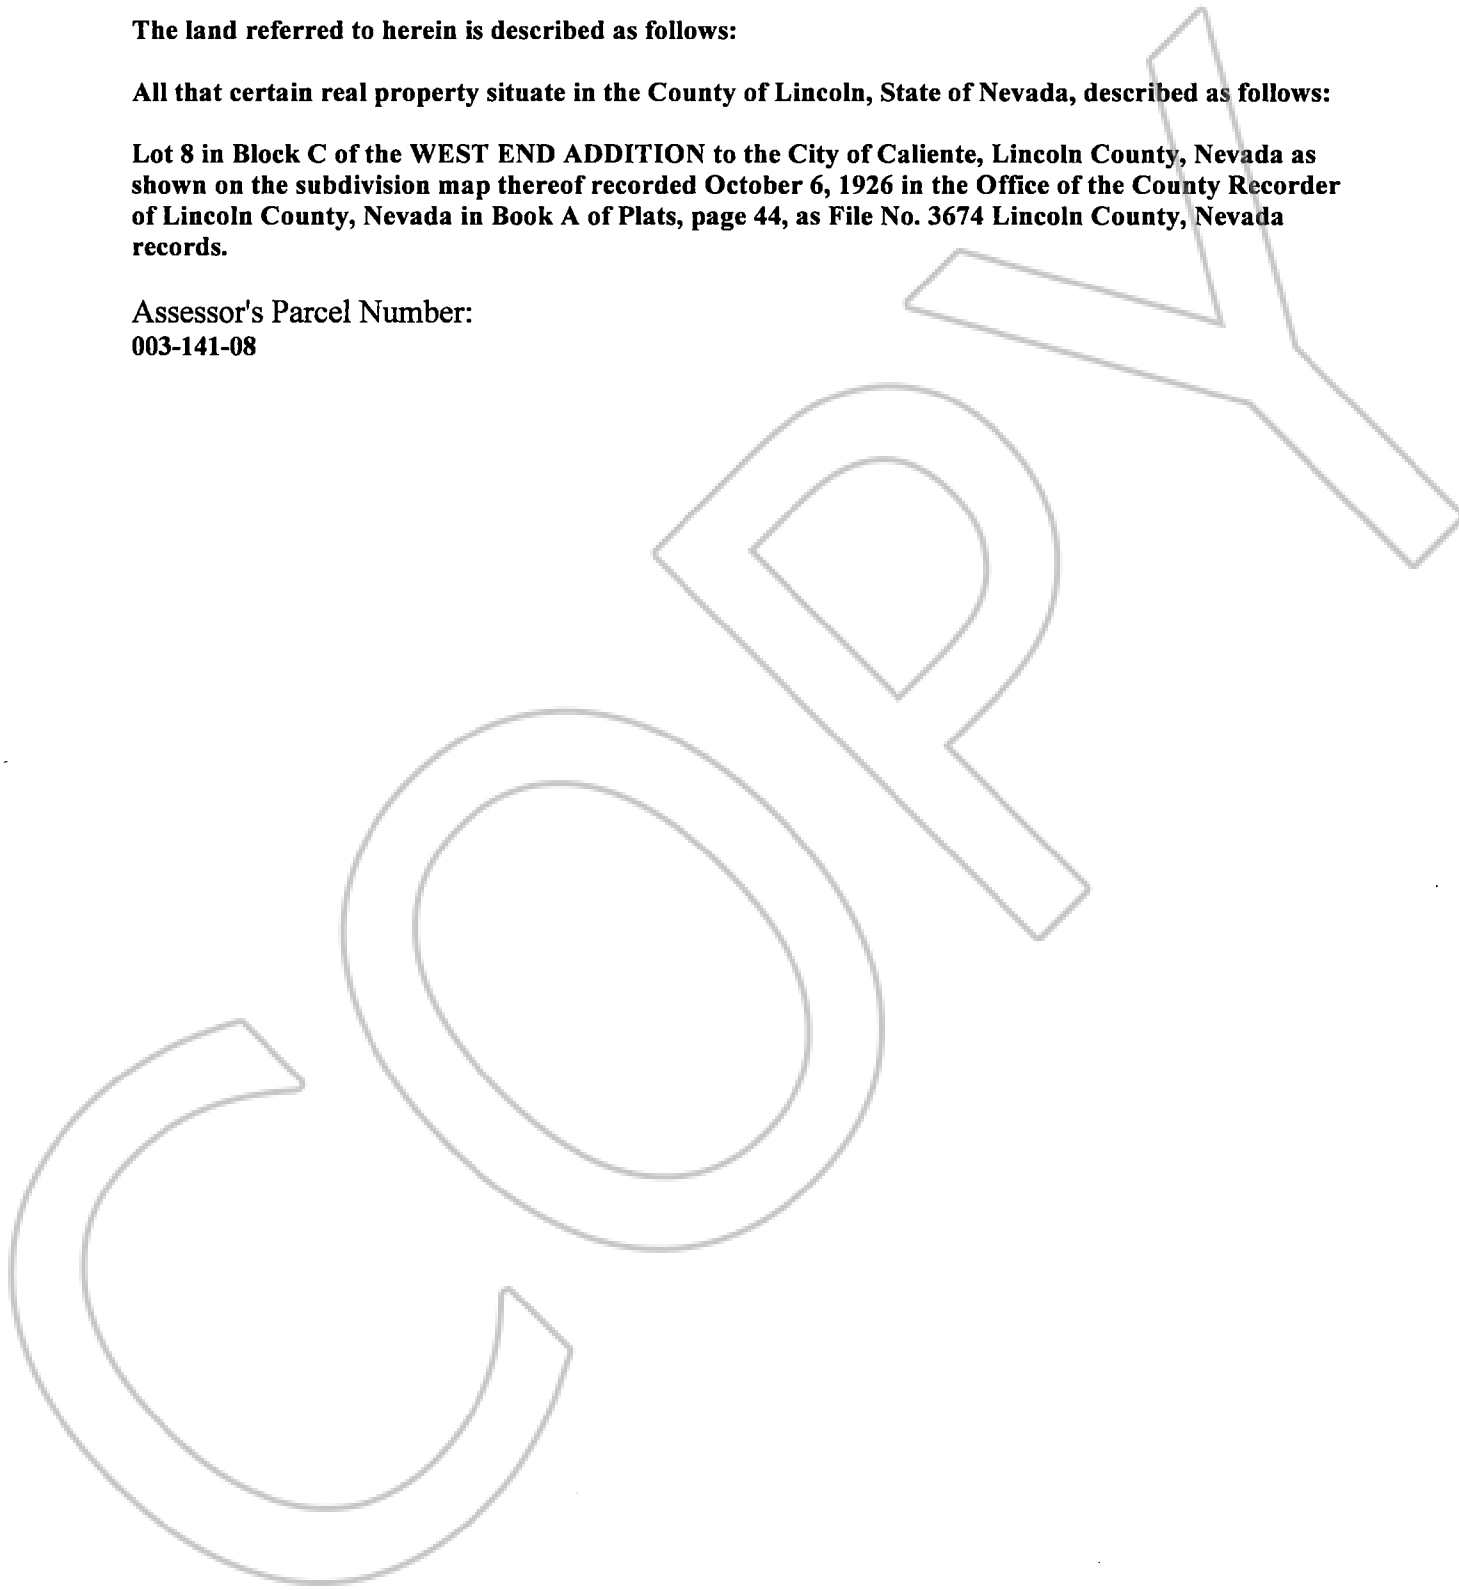 The land referred to herein is described as follows:
All that certain real property situate in the County of Lincoln, State of Nevada, described as follows:
Lot 8 in Block C of the WEST END ADDITION to the City of Caliente, Lincoln County, Nevada as
shown on the subdivision map thereof recorded October 6, 1926 in the Office of the County Recorder
of Lincoln County, Nevada in Book A of Plats, page 44, as File No. 3674 Lincoln County, Nevada
records.
Assessor's Parcel Number:
003-141-08
COPY